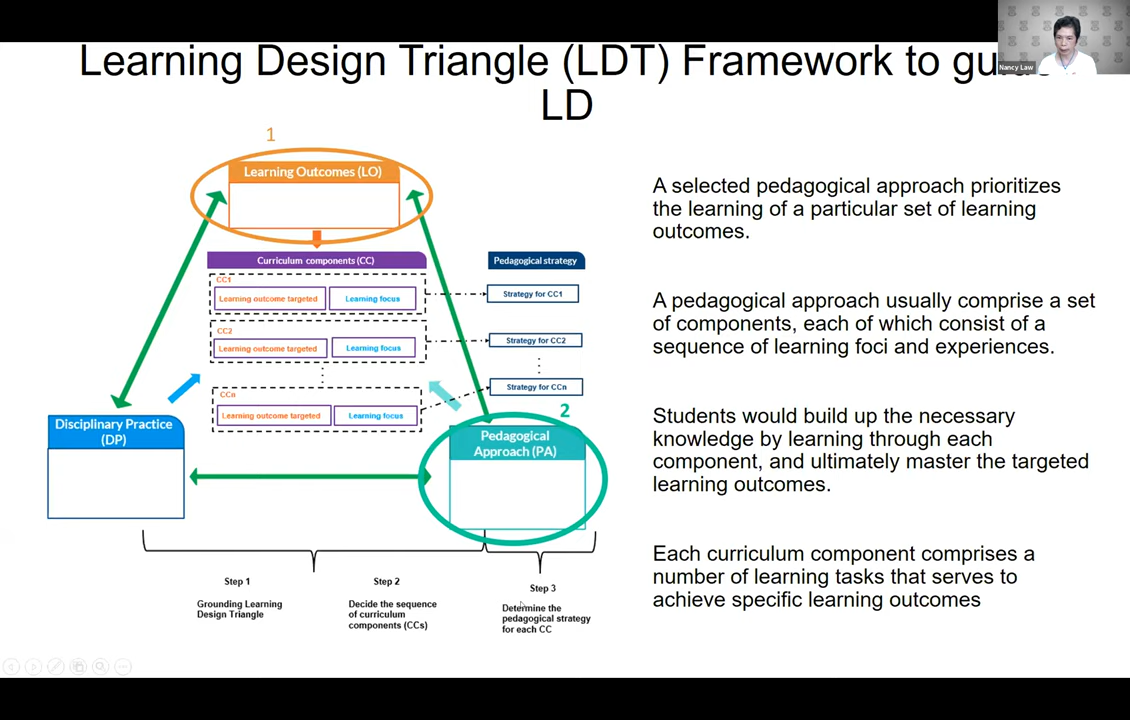 Learning Design Triangle (LDT) Framework to guide
LD
Nancy Law
1
Learning Outcomes (LO)
Curriculum components (CC)
Pedagogical strategy
CC1
Learning outcome targeted
Learning focus
Strategy for CC1
CC2
Learning outcome targeted
Learning focus
Strategy for CC2
CCn
Learning outcome targeted
Learning focus
Strategy for CCn
2
Disciplinary Practice
(DP)
Pedagogical
Approach (PA)
Step 1
Grounding Learning
Design Triangle
Step 2
Decide the sequence
of curriculum
components (CCs)
Step 3
Determine the
pedagogical strategy
for each CC
A selected pedagogical approach prioritizes
the learning of a particular set of learning
outcomes.
A pedagogical approach usually comprise a set
of components, each of which consist of a
sequence of learning foci and experiences.
Students would build up the necessary
knowledge by learning through each
component, and ultimately master the targeted
learning outcomes.
Each curriculum component comprises a
number of learning tasks that serves to
achieve specific learning outcomes